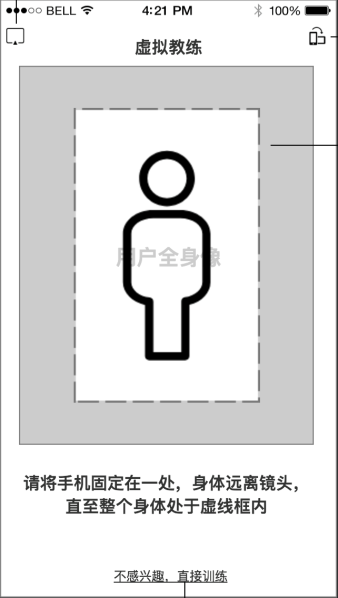 BELL 4:21 PM 100%
虚拟教练
用户全身像
请将手机固定在一处，身体远离镜头，
直至整个身体处于虚线框内
不感兴趣，直接训练